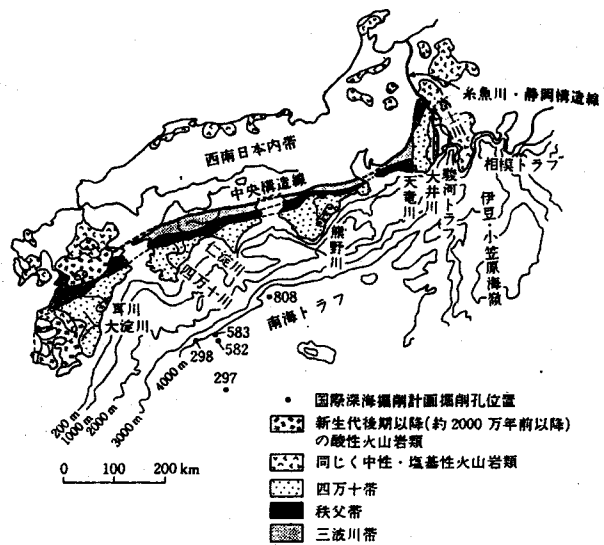 糸魚川・静岡構造線
富士川
西南日本内帯
相模トラフ
中央構造線
駿河トラフ
大井川
天竜川
伊豆・小笠原海嶺
熊野川
仁淀川
四万十川
耳川
大淀川
808
南海トラフ
583
582
298
297
4000 m
200 m
1000 m
2000 m
3000 m
国際深海掘削計画掘削孔位置
新生代後期以降(約2000万年前以降)
の酸性火山岩類
同じく中性・塩基性火山岩類
四万十帯
秩父帯
三波川帯
0 100 200 km